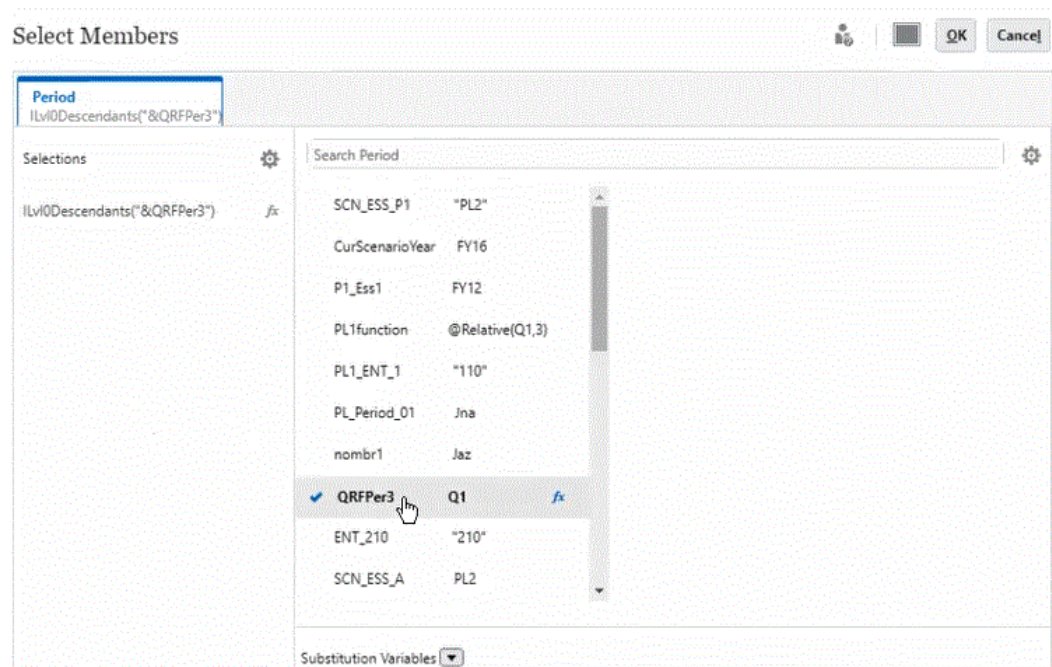 Select Members
OK Cancel
Period
ILvl0Descendants("&QRFPer3")
Selections
Search Period
ILvl0Descendants("&QRFPer3") fx
SCN_ESS_P1 "PL2"
CurScenarioYear FY16
P1_Ess1 FY12
PL1function @Relative(Q1,3)
PL1_ENT_1 "110"
PL_Period_01 Jna
nombr1 Jaz
QRFPer3 Q1 fx
ENT_210 "210"
SCN_ESS_A PL2
Substitution Variables